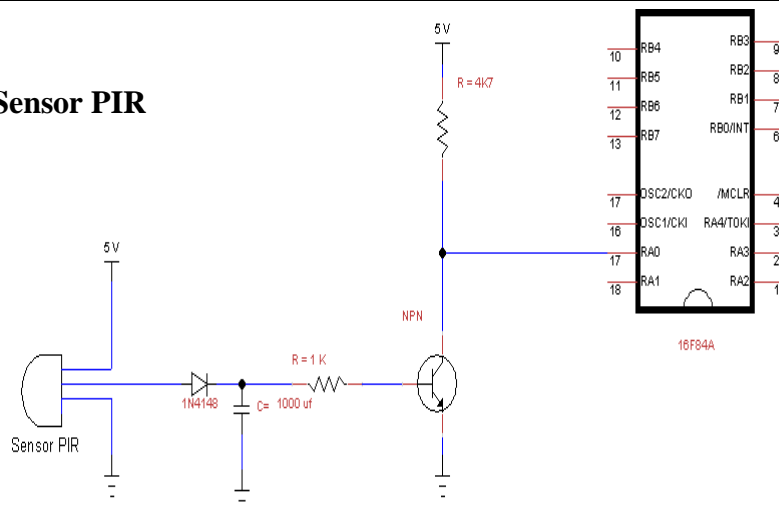 Sensor PIR
5V
R = 4K7
10 RB4
11 RB5
12 RB6
13 RB7
17 OSC2/CKO
16 OSC1/CKI
17 RA0
18 RA1
RB3 9
RB2 8
RB1 7
RB0/INT 6
/MCLR 4
RA4/T0KI 3
RA3 2
RA2 1
16F84A
5V
NPN
R = 1 K
1N4148
C= 1000 uf
Sensor PIR